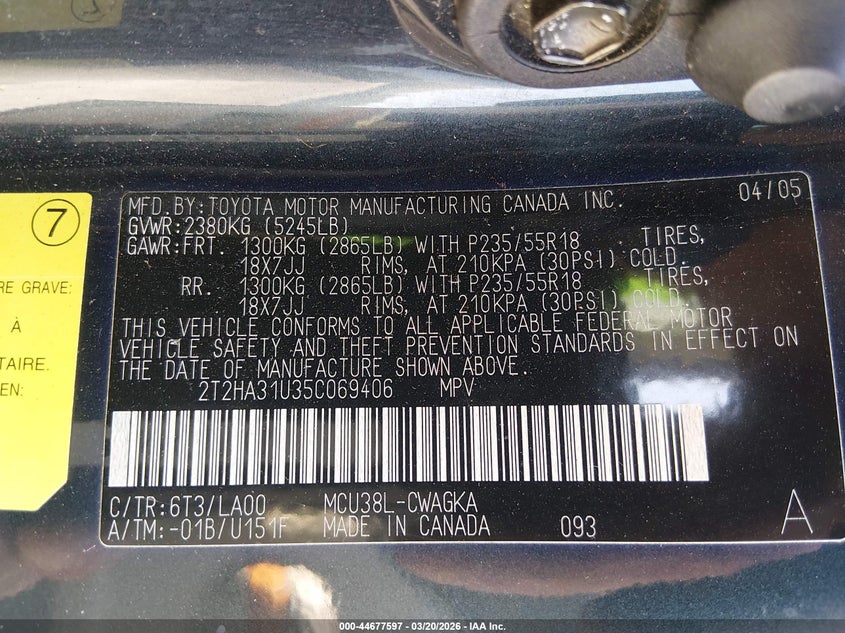 7
RE GRAVE:
À
TAIRE.
EN:
MFD.BY:TOYOTA MOTOR MANUFACTURING CANADA INC. 04/05
GVWR:2380KG (5245LB)
GAWR:FRT. 1300KG (2865LB) WITH P235/55R18 TIRES,
18X7JJ RIMS, AT 210KPA (30PSI) COLD.
RR. 1300KG (2865LB) WITH P235/55R18 TIRES,
18X7JJ RIMS, AT 210KPA (30PSI) COLD.
THIS VEHICLE CONFORMS TO ALL APPLICABLE FEDERAL MOTOR
VEHICLE SAFETY AND THEFT PREVENTION STANDARDS IN EFFECT ON
THE DATE OF MANUFACTURE SHOWN ABOVE.
2T2HA31U35C069406 MPV
C/TR:6T3/LA00 MCU38L-CWAGKA
A/TM:-01B/U151F MADE IN CANADA 093 A
000-44677597 - 03/20/2026 - IAA Inc.